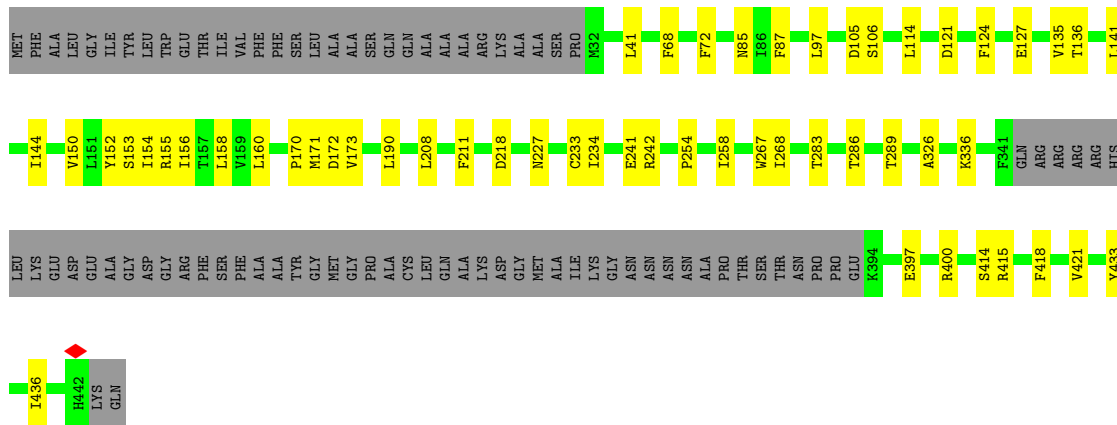 MET PHE ALA LEU GLY ILE TYR LEU TRP GLU THR ILE VAL PHE PHE SER LEU ALA ALA SER GLN GLN ALA ALA ALA ARG LYS ALA ALA SER PRO M32 L41 F68 F72 N85 I86 F87 L97 D105 S106 L114 D121 F124 E127 V135 T136 L141
I144 V150 L151 Y152 S153 I154 R155 I156 T157 L158 V159 L160 P170 M171 D172 V173 L190 L208 F211 D218 N227 C233 I234 E241 R242 P254 I258 W267 I268 T283 T286 T289 A326 K336 F341 GLN ARG ARG ARG ARG HIS
LEU LYS GLU ASP GLU ALA GLY ASP GLY ARG PHE SER PHE ALA ALA TYR GLY MET GLY PRO ALA CYS LEU GLN ALA LYS ASP GLY MET ALA ILE LYS GLY ASN ASN ASN ASN ASN ALA PRO THR SER THR ASN PRO PRO GLU K394 E397 R400 S414 R415 F418 V421 Y433
I436 H442 LYS GLN